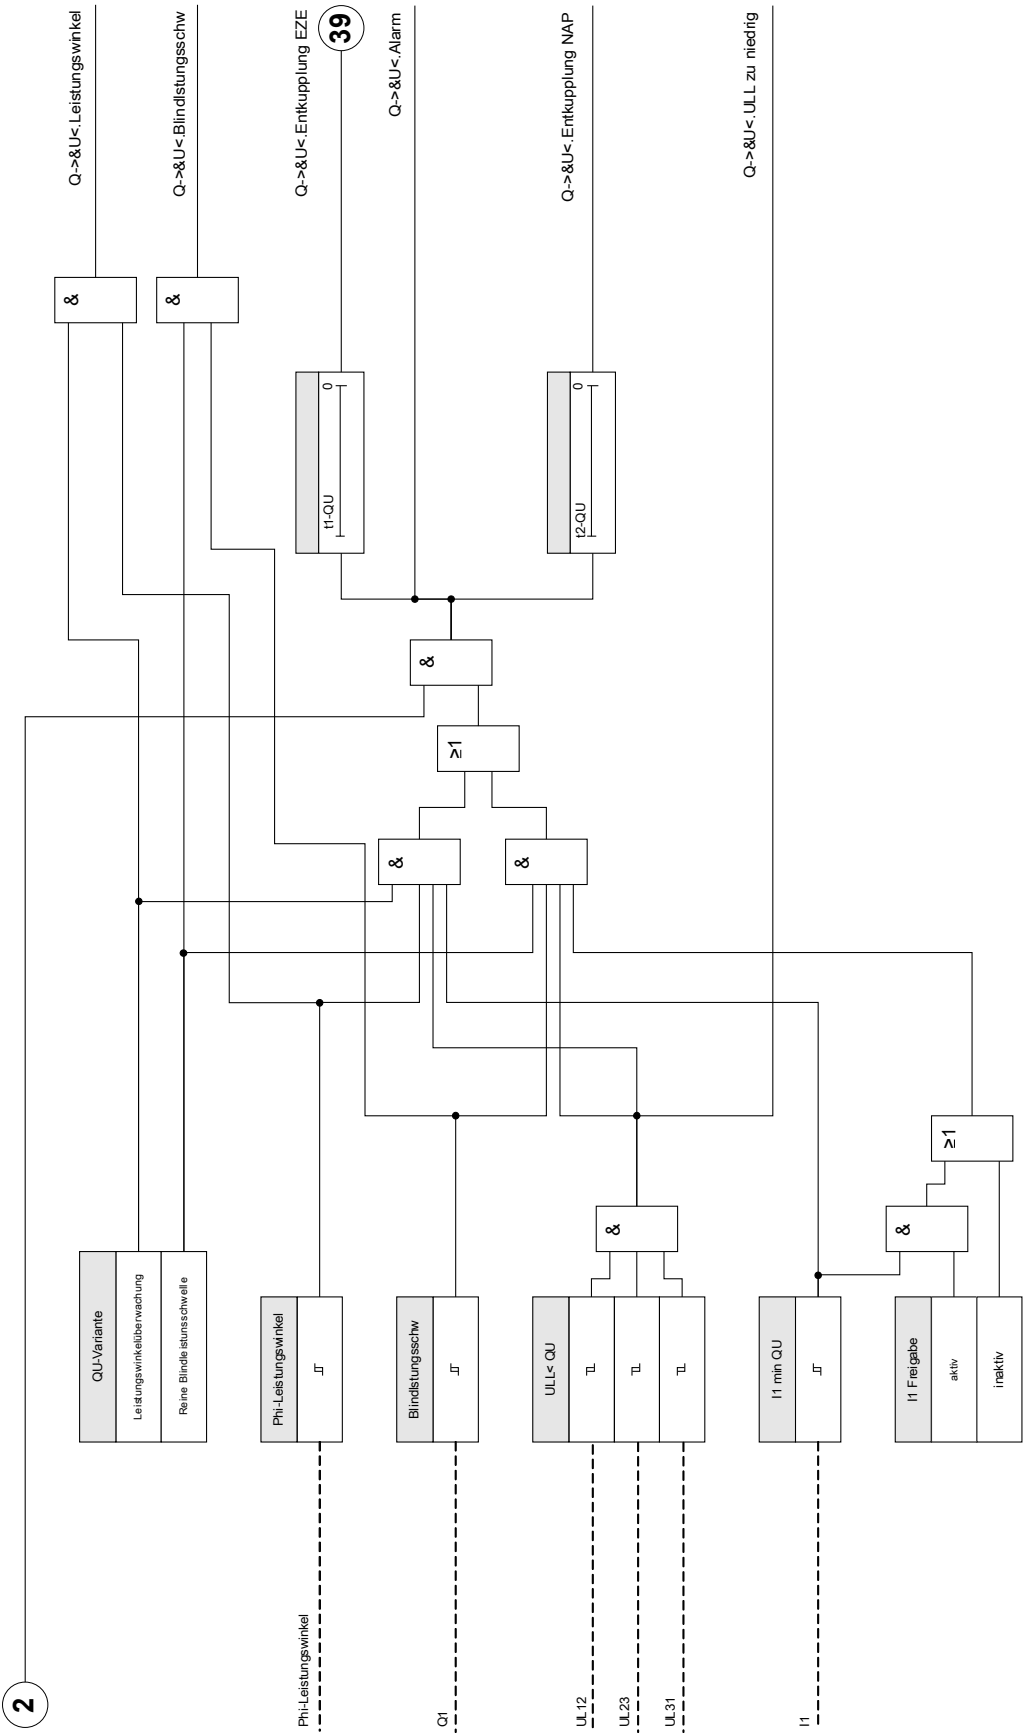 2
QU-Variante
Leistungswinkelüberwachung
Reine Blindleistunsschwelle
Phi-Leistungswinkel
Phi-Leistungswinkel
Q1
Blindlstungsschw
UL12
UL23
UL31
ULL< QU
I1
I1 min QU
I1 Freigabe
aktiv
inaktiv
&
&
≥1
&
&
≥1
&
t1-QU
0
t2-QU
0
&
&
Q->&U<.Leistungswinkel
Q->&U<.Blindlstungsschw
Q->&U<.Entkupplung EZE
39
Q->&U<.Alarm
Q->&U<.Entkupplung NAP
Q->&U<.ULL zu niedrig